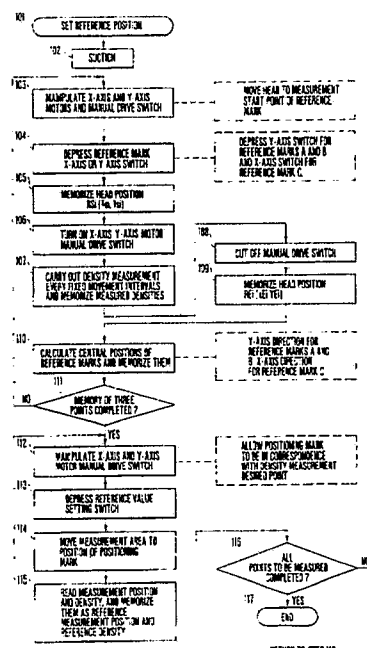 101
SET REFERENCE POSITION
102
SUCTION
103
MANIPULATE X-AXIS AND Y AXIS
MOTORS AND MANUAL DRIVE SWITCH
MOVE HEAD TO MEASUREMENT
START POINT OF REFERENCE
MARK
104
DEPRESS REFERENCE MARK
X-AXIS OR Y AXIS SWITCH
DEPRESS Y-AXIS SWITCH FOR
REFERENCE MARKS A AND B
AND X-AXIS SWITCH FOR
REFERENCE MARK C.
105
MEMORIZE HEAD POSITION
106
TURN ON X-AXIS Y-AXIS MOTOR
MANUAL DRIVE SWITCH
107
CARRY OUT DENSITY MEASUREMENT
EVERY FIXED MOVEMENT INTERVALS
AND MEMORIZE MEASURED DENSITIES
108
CUT OFF MANUAL DRIVE SWITCH
109
MEMORIZE HEAD POSITION
110
CALCULATE CENTRAL POSITIONS OF
REFERENCE MARKS AND MEMORIZE THEM
Y-AXIS DIRECTION FOR
REFERENCE MARKS A AND
B X-AXIS DIRECTION
FOR REFERENCE MARK C
111
NO
MEMORY OF THREE
POINTS COMPLETED ?
YES
112
MANIPULATE X-AXIS AND Y-AXIS
MOTOR MANUAL DRIVE SWITCH
ALLOW POSITIONING MARK
TO BE IN CORRESPONDENCE
WITH DENSITY MEASUREMENT
DESIRED POINT
113
DEPRESS REFERENCE VALUE
SETTING SWITCH
114
MOVE MEASUREMENT AREA TO
POSITION OF POSITIONING
MARK
115
READ MEASUREMENT POSITION
AND DENSITY, AND MEMORIZE
THEM AS REFERENCE
MEASUREMENT POSITION AND
REFERENCE DENSITY
116
ALL
POINTS TO BE MEASURED
COMPLETED ?
NO
YES
117
END